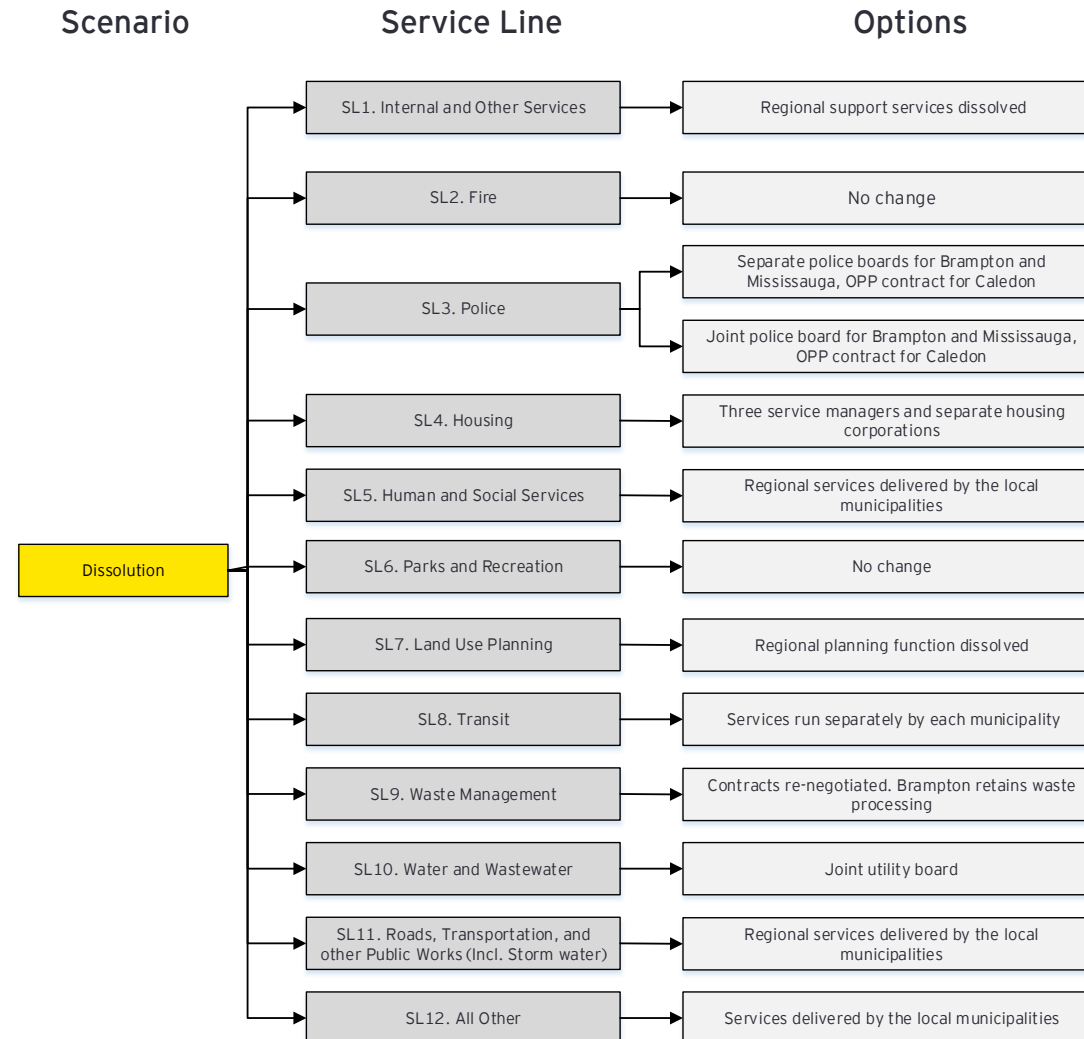 Scenario
Service Line
Options
SL1. Internal and Other Services
Regional support services dissolved
SL2. Fire
No change
SL3. Police
Separate police boards for Brampton and
Mississauga, OPP contract for Caledon
Joint police board for Brampton and Mississauga,
OPP contract for Caledon
SL4. Housing
Three service managers and separate housing
corporations
SL5. Human and Social Services
Regional services delivered by the local
municipalities
Dissolution
SL6. Parks and Recreation
No change
SL7. Land Use Planning
Regional planning function dissolved
SL8. Transit
Services run separately by each municipality
SL9. Waste Management
Contracts re-negotiated. Brampton retains waste
processing
SL10. Water and Wastewater
Joint utility board
SL11. Roads, Transportation, and
other Public Works (Incl. Storm water)
Regional services delivered by the local
municipalities
SL12. All Other
Services delivered by the local municipalities